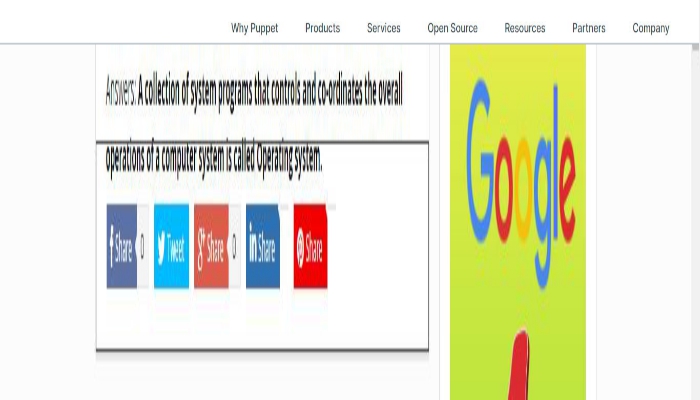 Why Puppet Products Services Open Source Resources Partners Company
Answers: A collection of system programs that controls and co-ordinates the overall
operations of a computer system is called Operating system.
f Share 0 Tweet g+ Share 0 in Share Share
Google